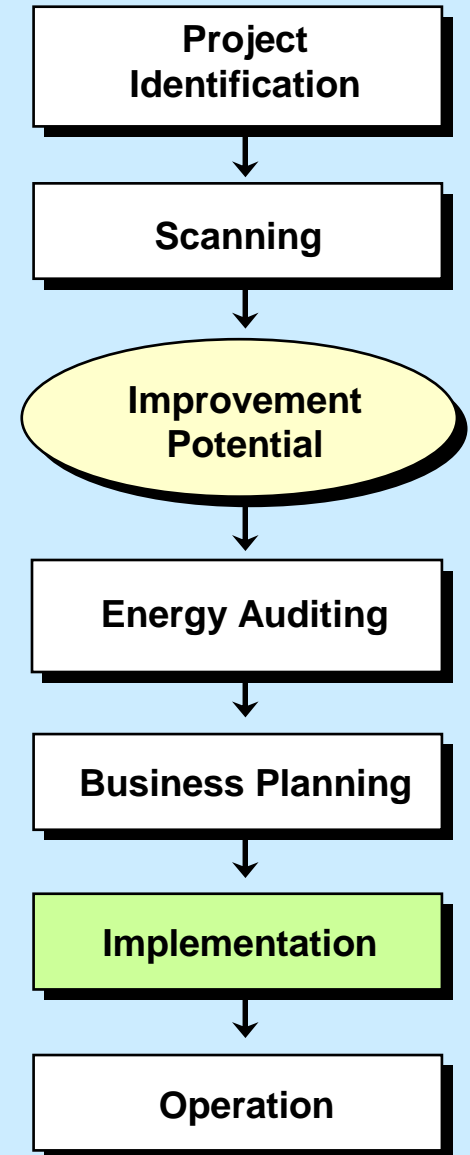 Project
Identification
Scanning
Improvement
Potential
Energy Auditing
Business Planning
Implementation
Operation